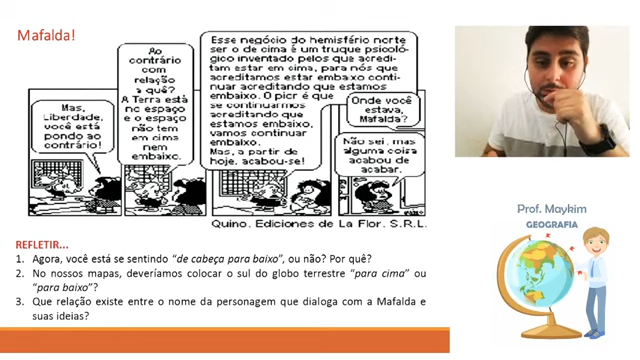 Mafalda!
Mas,
Liberdade,
você está
pondo ao
contrário!
Ao
contrário
com
relação
a quê?
A Terra está
no espaço
e o espaço
não tem
em cima
nem
embaixo.
Esse negócio do hemisfério norte
ser o de cima é um truque psicoló-
gico inventado pelos que acredi-
tam estar em cima, para nós que
acreditamos estar embaixo conti-
nuar acreditando que estamos
embaixo. O pior é que
se continuarmos
acreditando que
estamos embaixo,
vamos continuar
embaixo.
Mas, a partir de
hoje, acabou-se!
Onde você
estava,
Mafalda?
Não sei, mas
alguma coisa
acabou de
acabar.
Quino. Ediciones de La Flor. S.R.L.
REFLETIR...
1. Agora, você está se sentindo “de cabeça para baixo”, ou não? Por quê?
2. No nossos mapas, deveríamos colocar o sul do globo terrestre “para cima” ou
“para baixo”?
3. Que relação existe entre o nome da personagem que dialoga com a Mafalda e
suas ideias?
Prof. Maykim
GEOGRAFIA